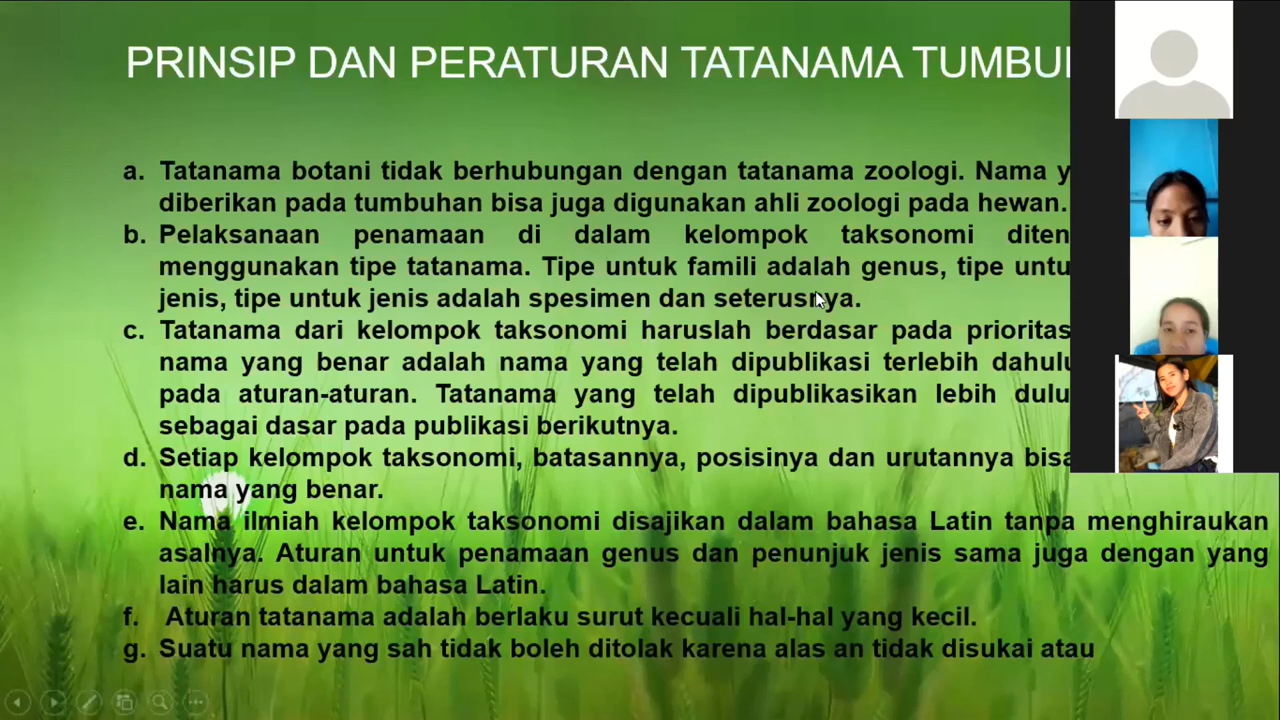 PRINSIP DAN PERATURAN TATANAMA
a. Tatanama botani tidak berhubungan dengan tatanama zoologi. Nama
diberikan pada tumbuhan bisa juga digunakan ahli zoologi pada hewan.
b. Pelaksanaan penamaan di dalam kelompok taksonomi
menggunakan tipe tatanama. Tipe untuk famili adalah genus, tipe
jenis, tipe untuk jenis adalah spesimen dan seterusnya.
c. Tatanama dari kelompok taksonomi haruslah berdasar pada prioritas
nama yang benar adalah nama yang telah dipublikasi terlebih
pada aturan-aturan. Tatanama yang telah dipublikasikan lebih dulu
sebagai dasar pada publikasi berikutnya.
d. Setiap kelompok taksonomi, batasannya, posisinya dan urutannya bisa
nama yang benar.
e. Nama ilmiah kelompok taksonomi disajikan dalam bahasa Latin tanpa menghiraukan
asalnya. Aturan untuk penamaan genus dan penunjuk jenis sama juga dengan yang
lain harus dalam bahasa Latin.
f. Aturan tatanama adalah berlaku surut kecuali hal-hal yang kecil.
g. Suatu nama yang sah tidak boleh ditolak karena alas an tidak disukai atau